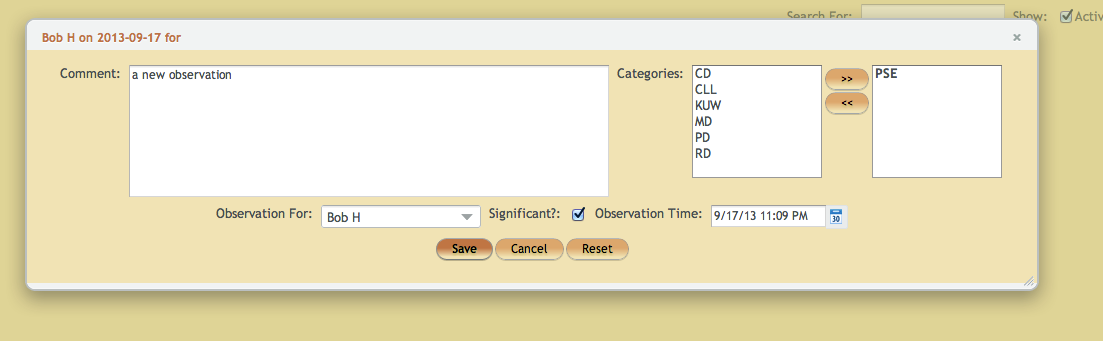 Search For: Show: Activ
Bob H on 2013-09-17 for ×
Comment: a new observation
Categories: CD >> PSE
CLL
KUW <<
MD
PD
RD
Observation For: Bob H Significant?: Observation Time: 9/17/13 11:09 PM 30
Save Cancel Reset